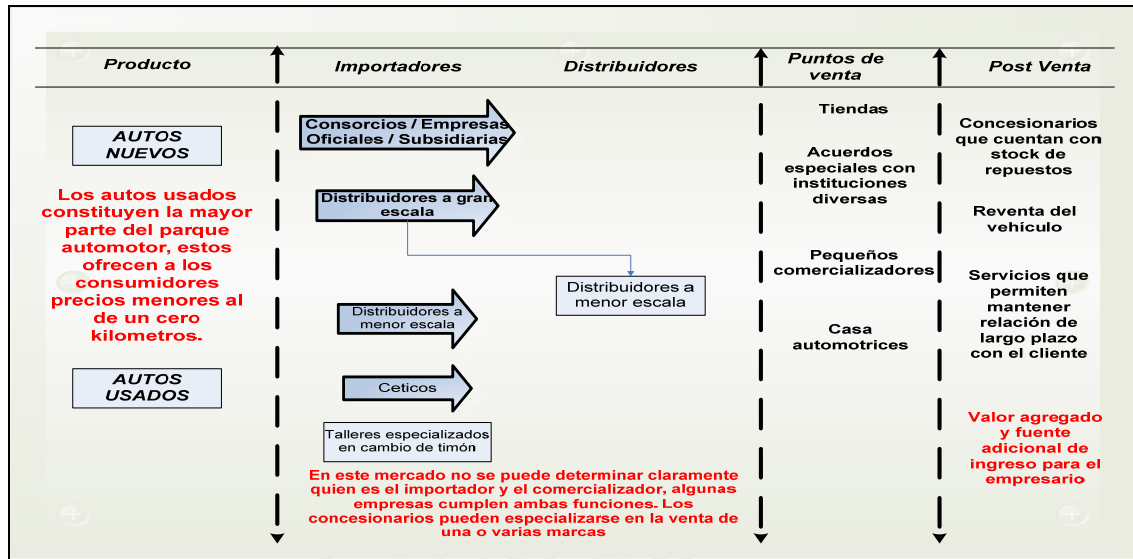 Producto
Importadores
Distribuidores
Puntos de
venta
Post Venta
AUTOS
NUEVOS
Los autos usados
constituyen la mayor
parte del parque
automotor, estos
ofrecen a los
consumidores
precios menores al
de un cero
kilometros.
AUTOS
USADOS
Consorcios / Empresas
Oficiales / Subsidiarias
Distribuidores a gran
escala
Distribuidores a
menor escala
Distribuidores a
menor escala
Ceticos
Talleres especializados
en cambio de timón
En este mercado no se puede determinar claramente
quien es el importador y el comercializador, algunas
empresas cumplen ambas funciones. Los
concesionarios pueden especializarse en la venta de
una o varias marcas
Tiendas
Acuerdos
especiales con
instituciones
diversas
Pequeños
comercializadores
Casa
automotrices
Concesionarios
que cuentan con
stock de
repuestos
Reventa del
vehículo
Servicios que
permiten
mantener
relación de
largo plazo
con el cliente
Valor agregado
y fuente
adicional de
ingreso para el
empresario